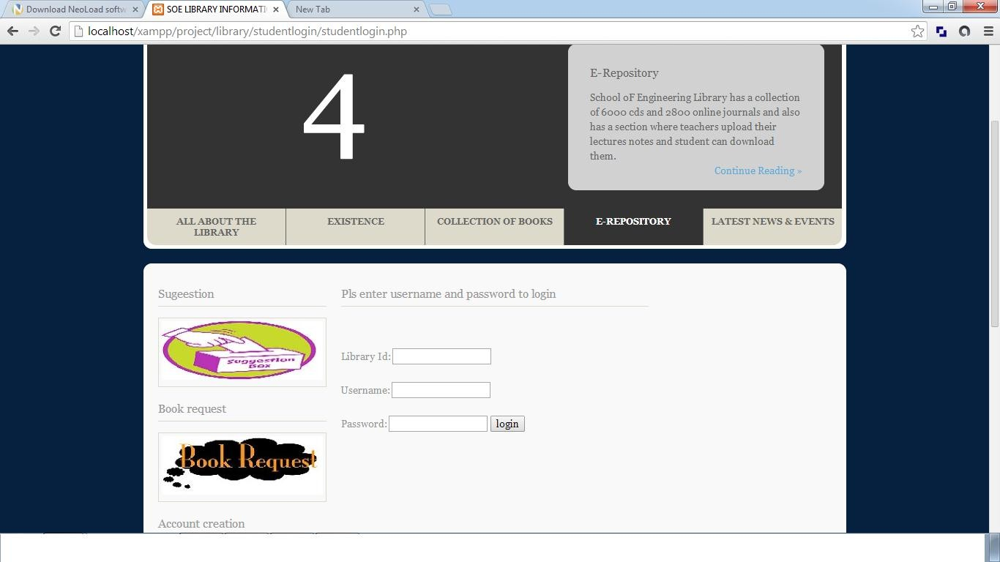 Download NeoLoad softw
SOE LIBRARY INFORMATI
New Tab
localhost/xampp/project/library/studentlogin/studentlogin.php
4
E-Repository
School oF Engineering Library has a collection
of 6000 cds and 2800 online journals and also
has a section where teachers upload their
lectures notes and student can download
them.
Continue Reading »
ALL ABOUT THE
LIBRARY
EXISTENCE
COLLECTION OF BOOKS
E-REPOSITORY
LATEST NEWS & EVENTS
Sugeestion
Suggestion
Box
Book request
Book Request
Account creation
Pls enter username and password to login
Library Id:
Username:
Password:
login